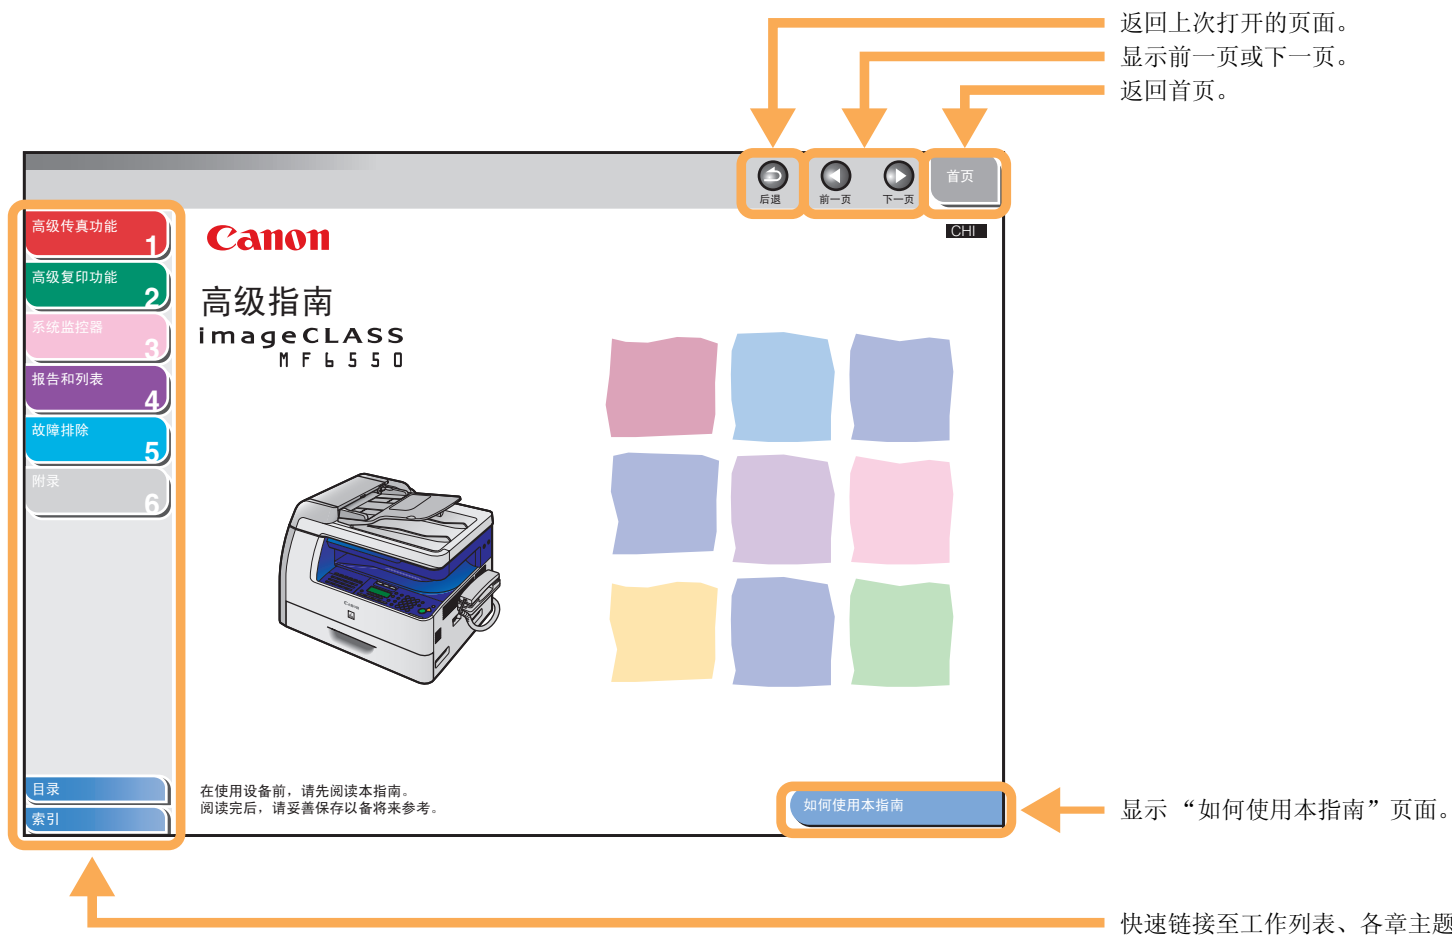 返回上次打开的页面。
显示前一页或下一页。
返回首页。
后退
前一页
下一页
首页
高级传真功能
1
高级复印功能
2
系统监控器
3
报告和列表
4
故障排除
5
附录
6
目录
索引
Canon
CHI
高级指南
imageCLASS
MF6550
Canon
在使用设备前，请先阅读本指南。
阅读完后，请妥善保存以备将来参考。
如何使用本指南
显示 “如何使用本指南” 页面。
快速链接至工作列表、各章主题